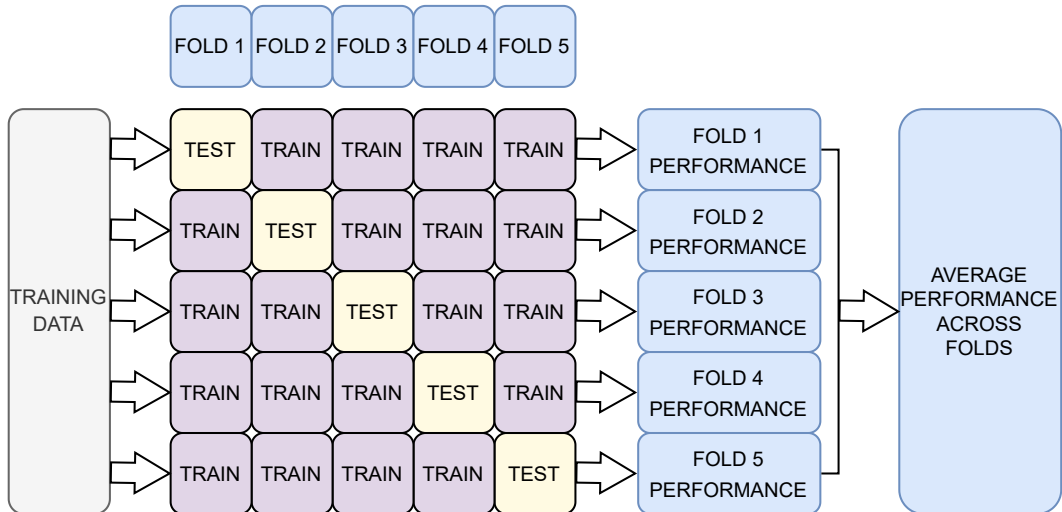 FOLD 1 FOLD 2 FOLD 3 FOLD 4 FOLD 5
TRAINING
DATA
TEST TRAIN TRAIN TRAIN TRAIN
TRAIN TEST TRAIN TRAIN TRAIN
TRAIN TRAIN TEST TRAIN TRAIN
TRAIN TRAIN TRAIN TEST TRAIN
TRAIN TRAIN TRAIN TRAIN TEST
FOLD 1
PERFORMANCE
FOLD 2
PERFORMANCE
FOLD 3
PERFORMANCE
FOLD 4
PERFORMANCE
FOLD 5
PERFORMANCE
AVERAGE
PERFORMANCE
ACROSS
FOLDS